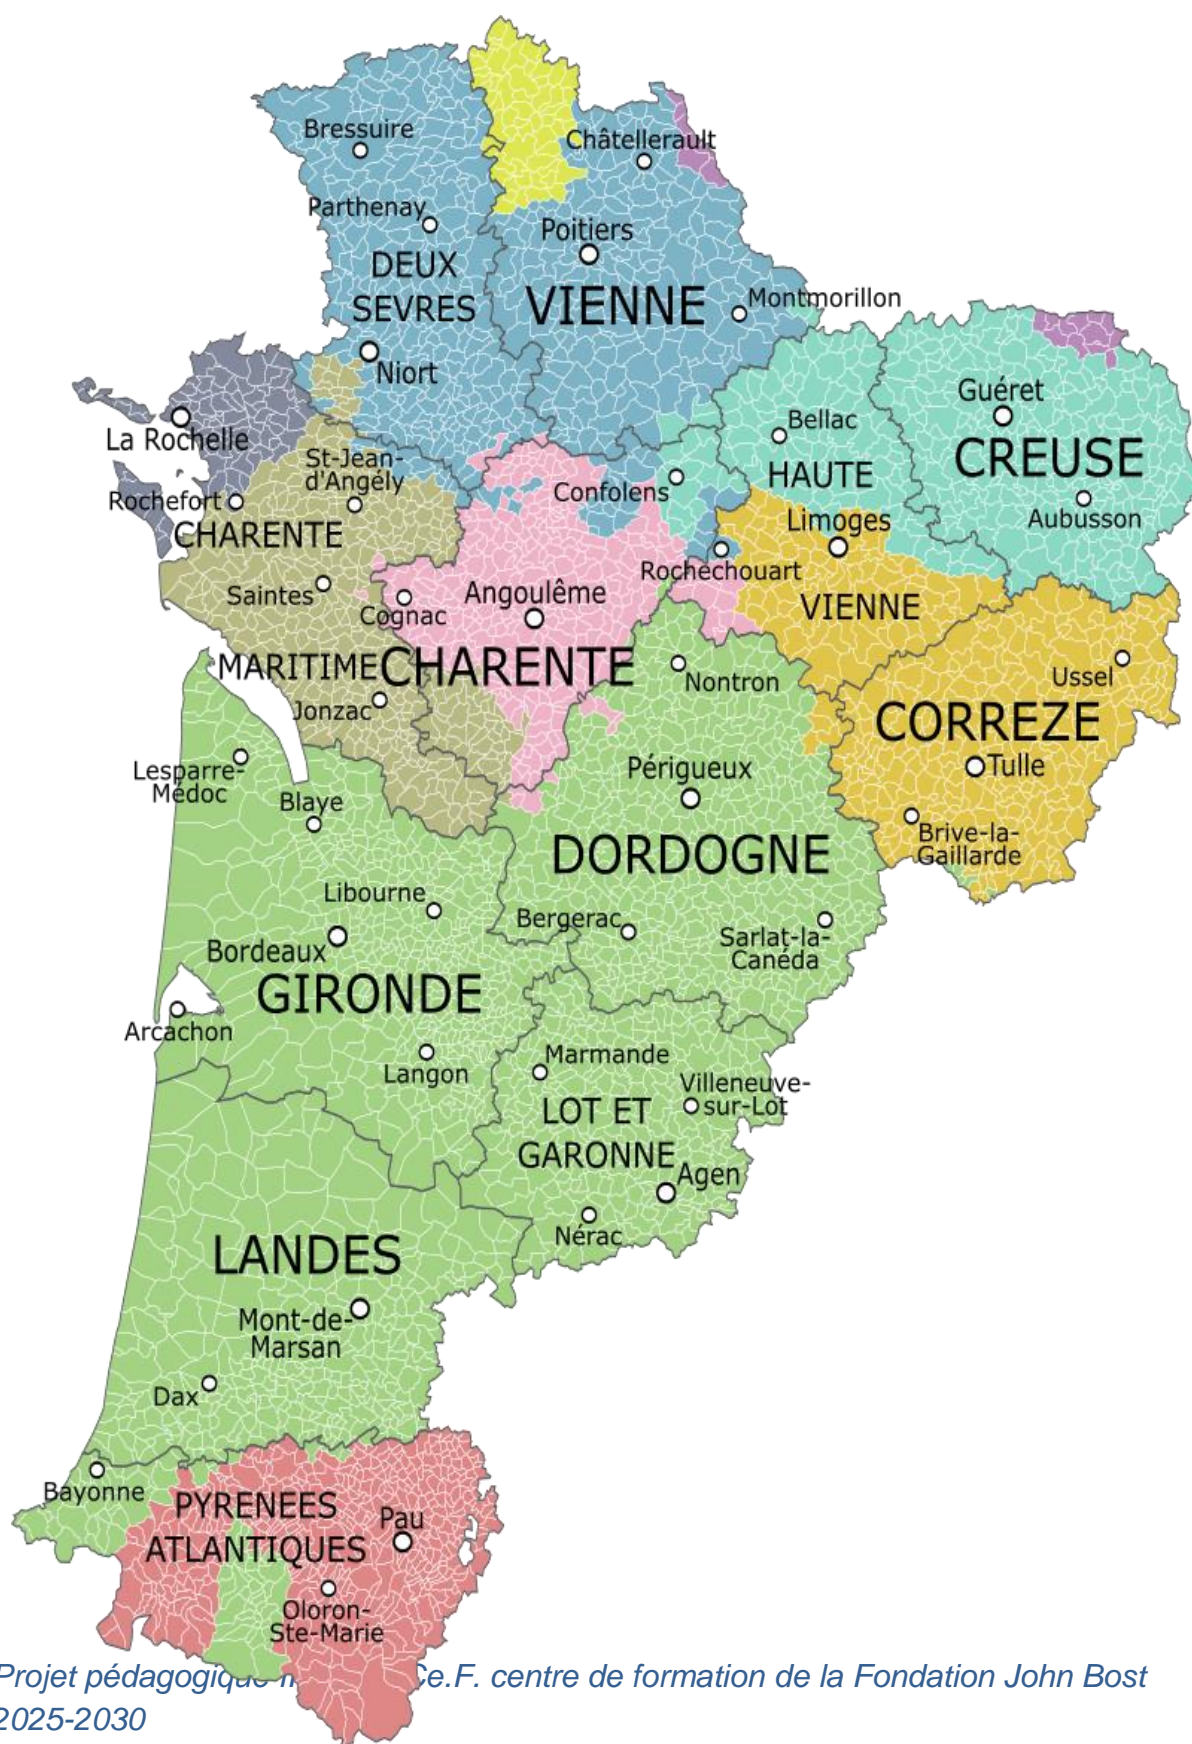 Bressuire
Châtellerault
Parthenay
Poitiers
DEUX
SEVRES
VIENNE
Montmorillon
Niort
Guéret
La Rochelle
Bellac
CREUSE
St-Jean-
d'Angély
HAUTE
Rochefort
Confolens
Aubusson
CHARENTE
Limoges
Rochechouart
Saintes
Cognac
Angoulême
VIENNE
MARITIME
CHARENTE
Nontron
Ussel
Jonzac
CORREZE
Lesparre-
Médoc
Périgueux
Tulle
Blaye
Brive-la-
Gaillarde
DORDOGNE
Libourne
Bergerac
Sarlat-la-
Canéda
Bordeaux
GIRONDE
Arcachon
Langon
Marmande
Villeneuve-
sur-Lot
LOT ET
GARONNE
Agen
Nérac
LANDES
Mont-de-
Marsan
Dax
Bayonne
PYRENEES
ATLANTIQUES
Pau
Oloron-
Ste-Marie
Projet pédagogique Ce.F. centre de formation de la Fondation John Bost
2025-2030